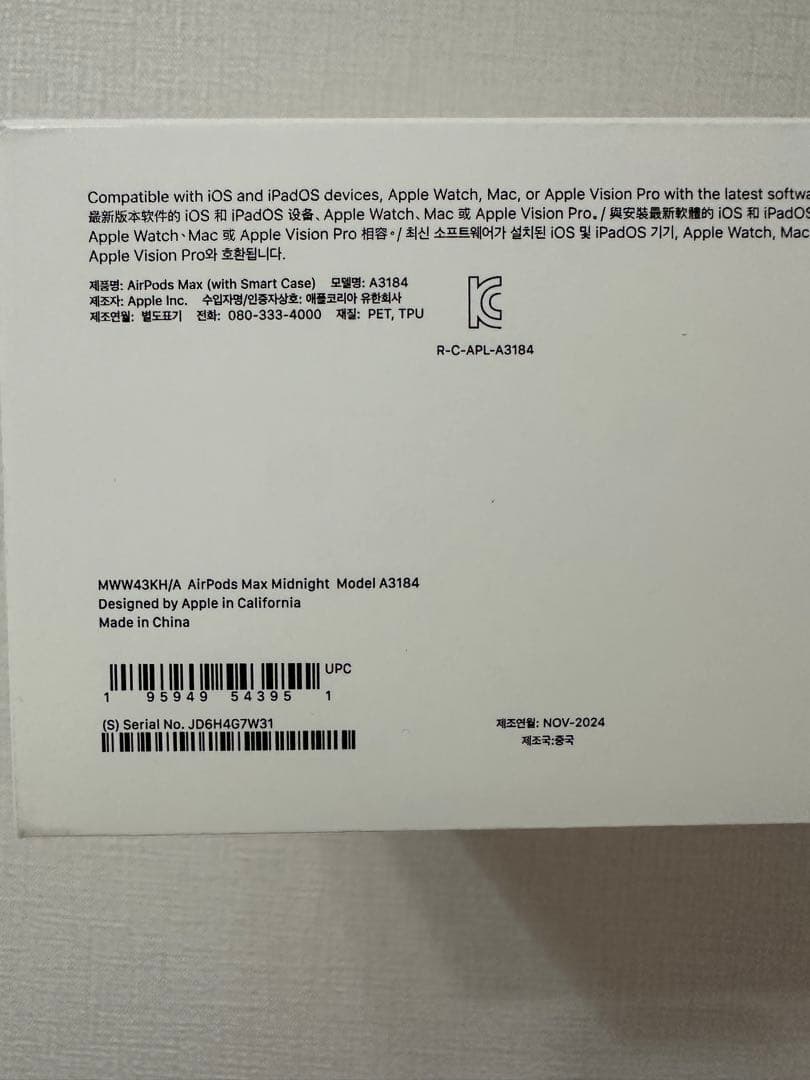 Compatible with iOS and iPadOS devices, Apple Watch, Mac, or Apple Vision Pro with the latest softwa
最新版本软件的 iOS 和 iPadOS 设备、Apple Watch、Mac 或 Apple Vision Pro。/ 與安裝最新軟體的 iOS 和 iPadOS
Apple Watch、Mac 或 Apple Vision Pro 相容。/ 최신 소프트웨어가 설치된 iOS 및 iPadOS 기기, Apple Watch, Mac
Apple Vision Pro와 호환됩니다.
제품명: AirPods Max (with Smart Case) 모델명: A3184
제조자: Apple Inc. 수입자명/인증자상호: 애플코리아 유한회사
제조연월: 별도표기 전화: 080-333-4000 재질: PET, TPU
R-C-APL-A3184
MWW43KH/A AirPods Max Midnight Model A3184
Designed by Apple in California
Made in China
UPC
1 95949 54395 1
(S) Serial No. JD6H4G7W31
제조연월: NOV-2024
제조국:중국